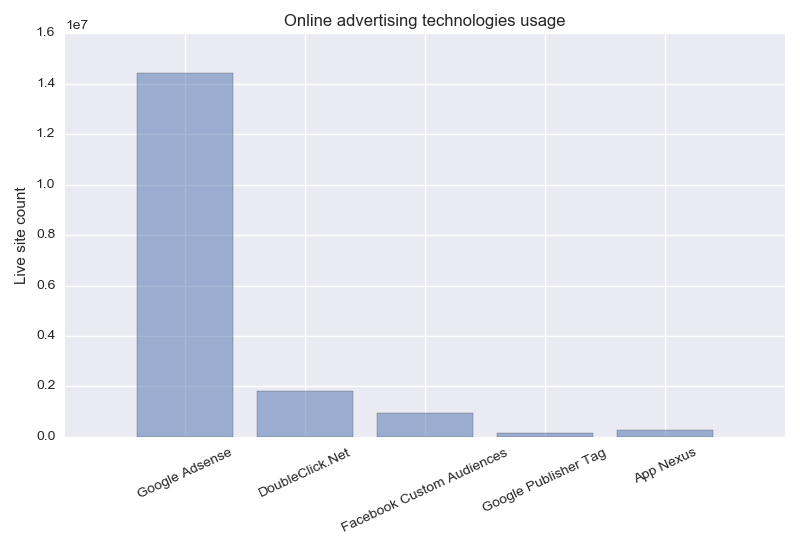 Online advertising technologies usage
1e7
1.6
1.4
1.2
1.0
0.8
0.6
0.4
0.2
0.0
Live site count
Google Adsense
DoubleClick.Net
Facebook Custom Audiences
Google Publisher Tag
App Nexus